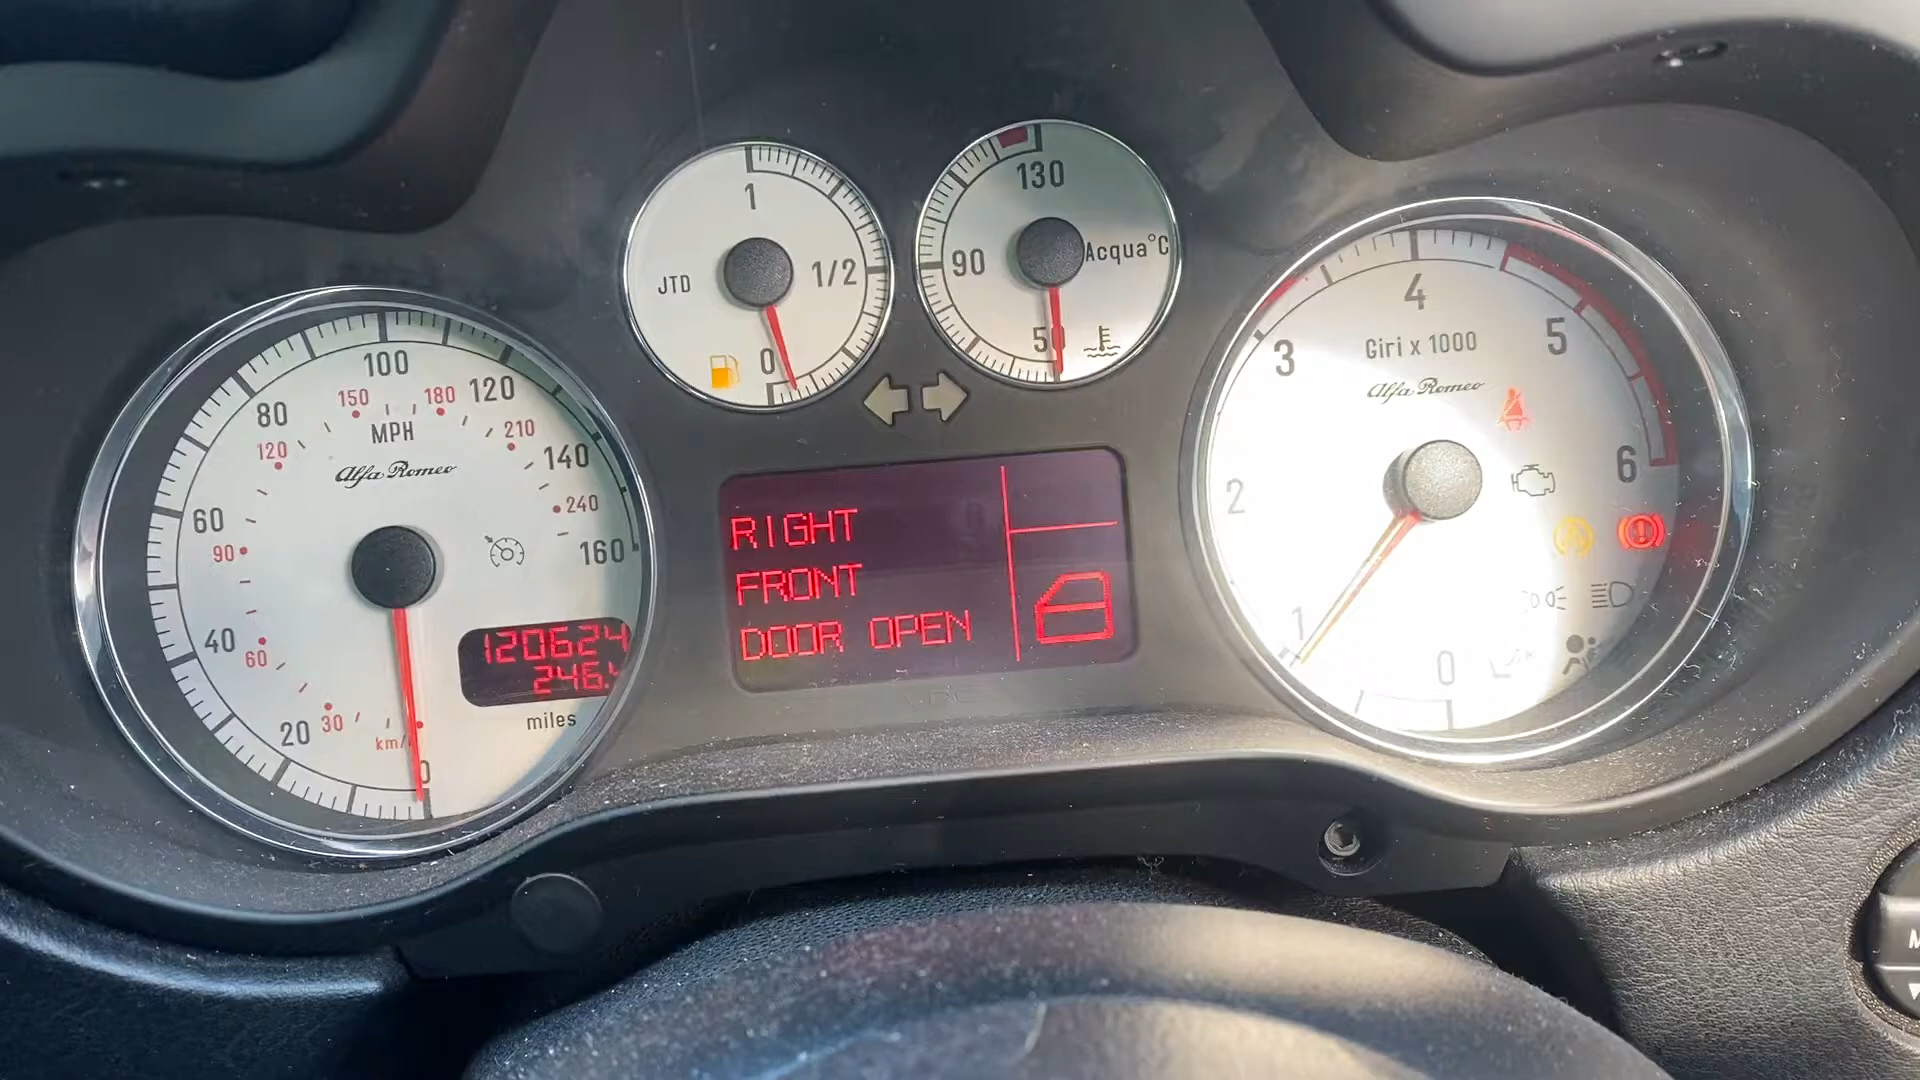 1
1/2
JTD
0
130
90
Acqua°C
50
100
80
120
150
180
MPH
120
210
140
Alfa Romeo
240
60
90
160
40
60
120624
246.4
miles
20
30
km/h
0
RIGHT
FRONT
DOOR OPEN
4
3
5
Giri x 1000
Alfa Romeo
2
6
1
0
M